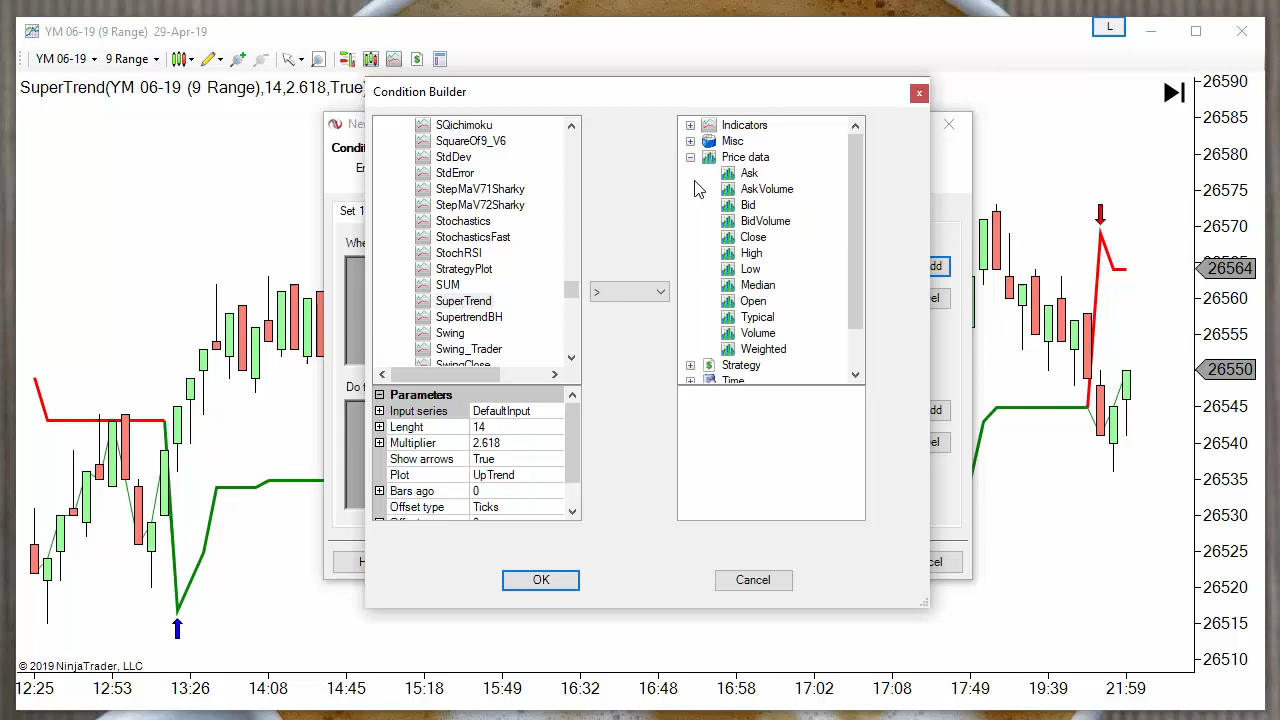 YM 06-19 (9 Range) 29-Apr-19
L
YM 06-19 9 Range
SuperTrend(YM 06-19 (9 Range),14,2.618,True)
Condition Builder
Set 1
SQichimoku
SquareOf9_V6
StdDev
StdError
StepMaV71Sharky
StepMaV72Sharky
Stochastics
StochasticsFast
StochRSI
StrategyPlot
SUM
SuperTrend
SupertrendBH
Swing
Swing_Trader
SwingClose
>
Indicators
Misc
Price data
Ask
AskVolume
Bid
BidVolume
Close
High
Low
Median
Open
Typical
Volume
Weighted
Strategy
Time
Parameters
Input series DefaultInput
Lenght 14
Multiplier 2.618
Show arrows True
Plot UpTrend
Bars ago 0
Offset type Ticks
OK
Cancel
26590
26580
26575
26570
26564
26560
26555
26550
26545
26540
26535
26530
26525
26520
26515
26510
© 2019 NinjaTrader, LLC
12:25 12:53 13:26 14:08 14:45 15:18 15:49 16:32 16:48 16:58 17:02 17:08 17:49 19:39 21:59